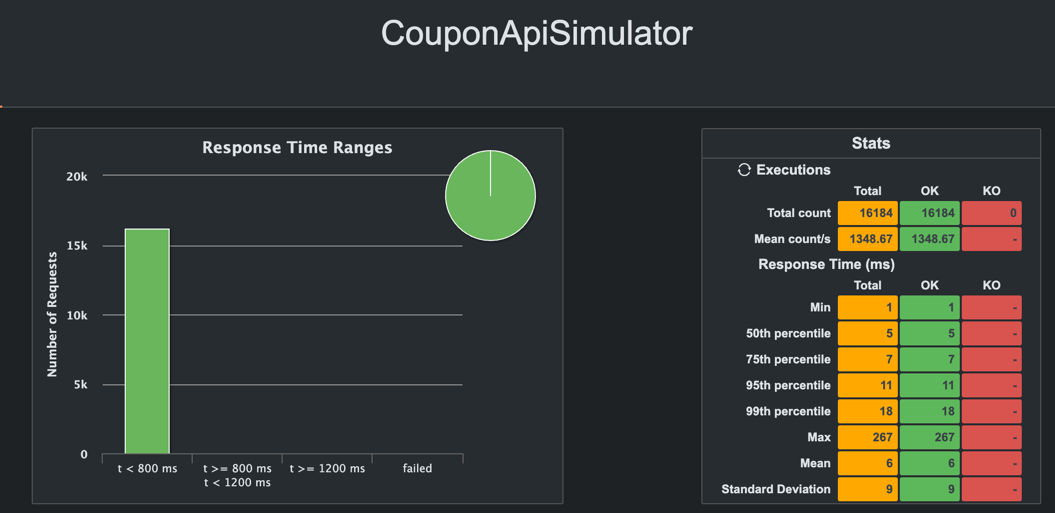 CouponApiSimulator
Response Time Ranges
Number of Requests
20k
15k
10k
5k
0
t < 800 ms
t >= 800 ms
t < 1200 ms
t >= 1200 ms
failed
Stats
Executions
Total OK KO
Total count 16184 16184 0
Mean count/s 1348.67 1348.67 -
Response Time (ms)
Total OK KO
Min 1 1 -
50th percentile 5 5 -
75th percentile 7 7 -
95th percentile 11 11 -
99th percentile 18 18 -
Max 267 267 -
Mean 6 6 -
Standard Deviation 9 9 -